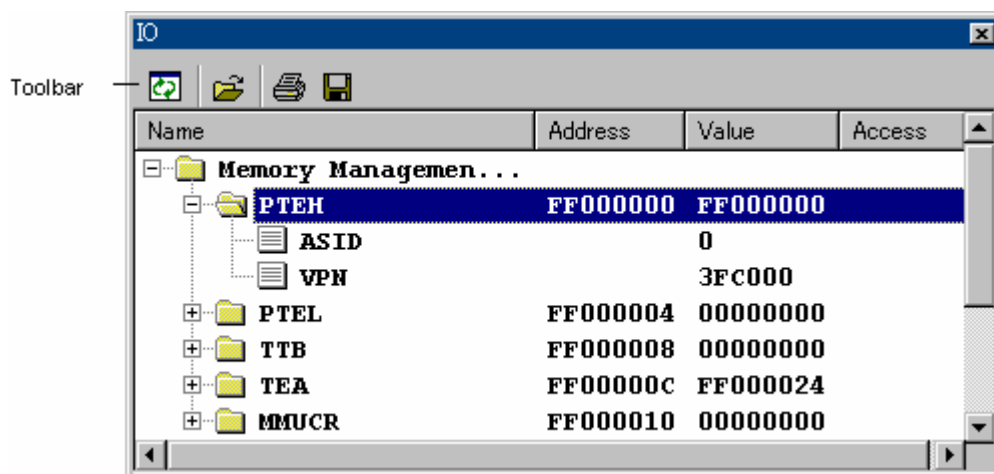 IO
Toolbar
Name Address Value Access
Memory Managemen...
PTEH FF000000 FF000000
ASID 0
VPN 3FC000
PTEL FF000004 00000000
TTB FF000008 00000000
TEA FF00000C FF000024
MMUCR FF000010 00000000